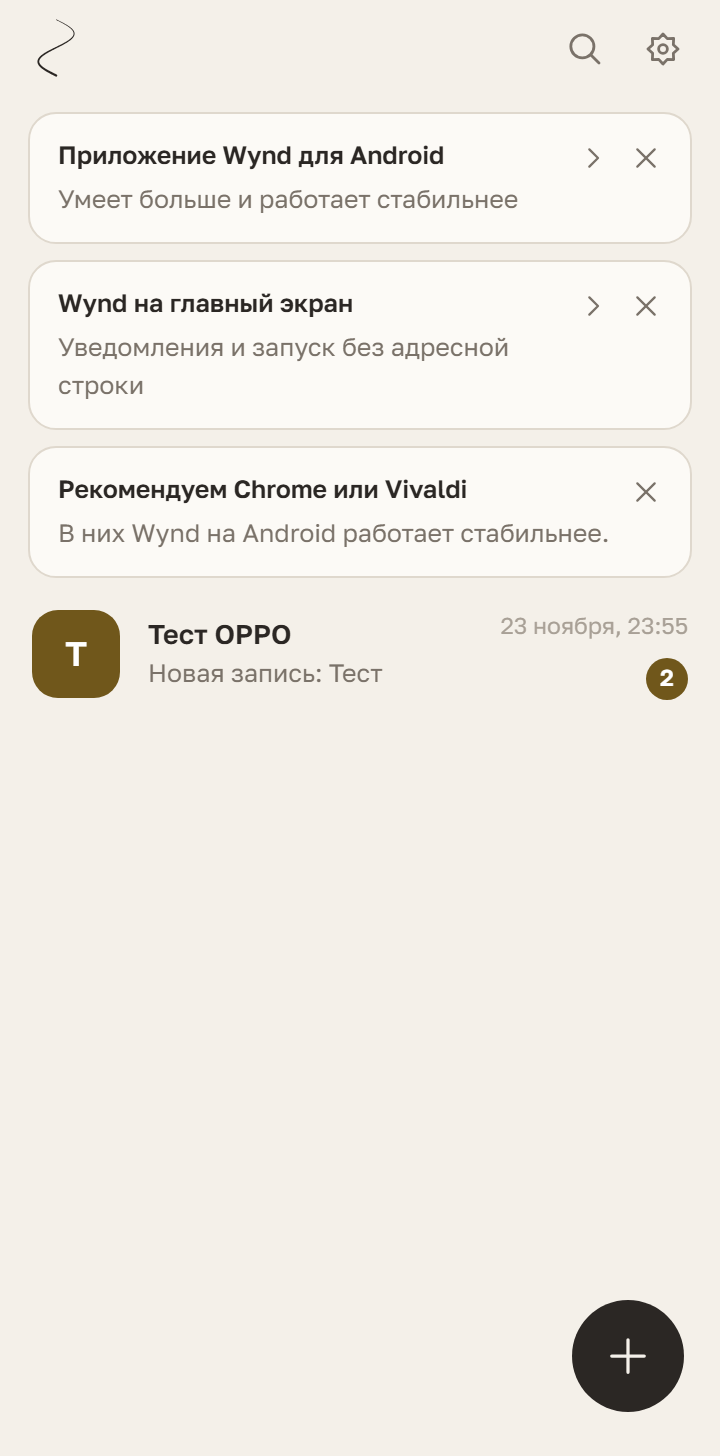 Приложение Wynd для Android
Умеет больше и работает стабильнее
Wynd на главный экран
Уведомления и запуск без адресной
строки
Рекомендуем Chrome или Vivaldi
В них Wynd на Android работает стабильнее.
T
Тест OPPO
23 ноября, 23:55
Новая запись: Тест
2